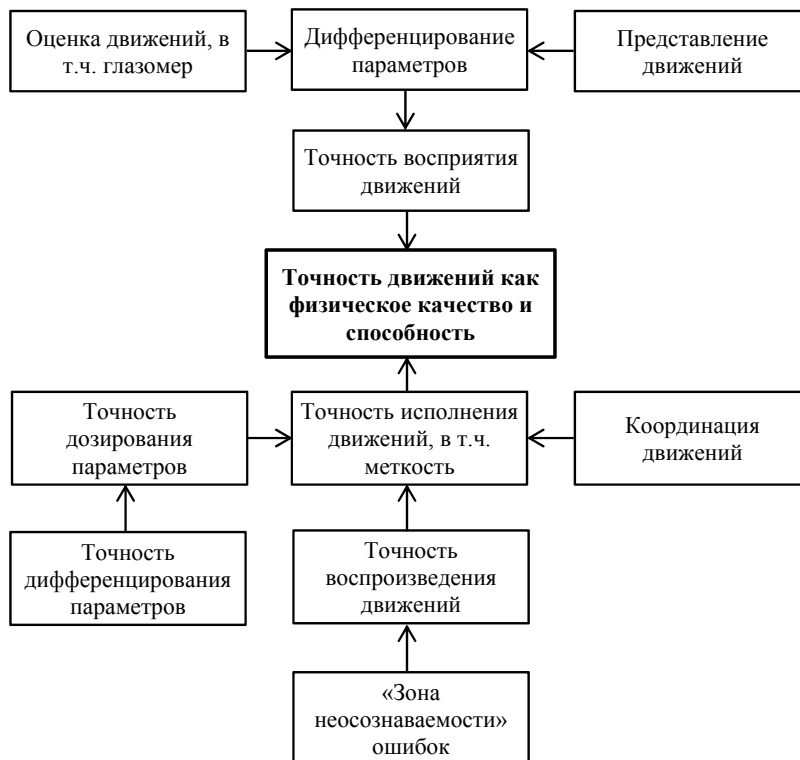 Оценка движений, в
т.ч. глазомер
Дифференцирование
параметров
Представление
движений
Точность восприятия
движений
Точность движений как
физическое качество и
способность
Точность
дозирования
параметров
Точность исполнения
движений, в т.ч.
меткость
Координация
движений
Точность
дифференцирования
параметров
Точность
воспроизведения
движений
«Зона
неосознаваемости»
ошибок